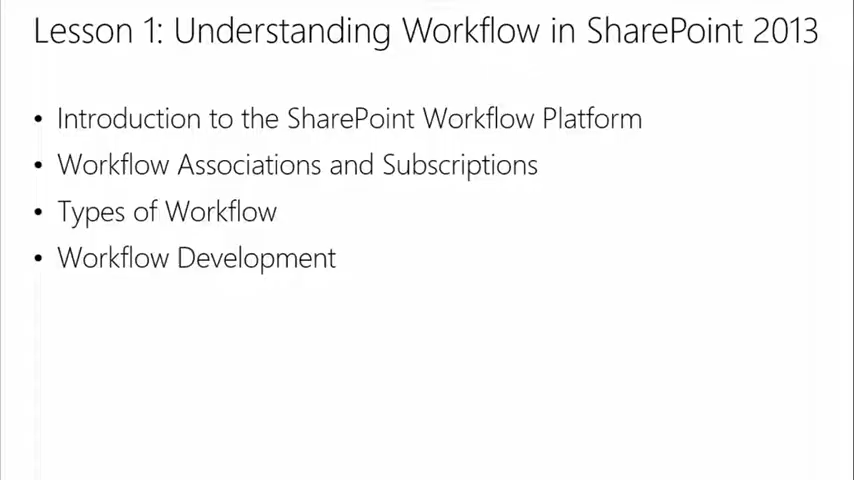 Lesson 1: Understanding Workflow in SharePoint 2013
• Introduction to the SharePoint Workflow Platform
• Workflow Associations and Subscriptions
• Types of Workflow
• Workflow Development